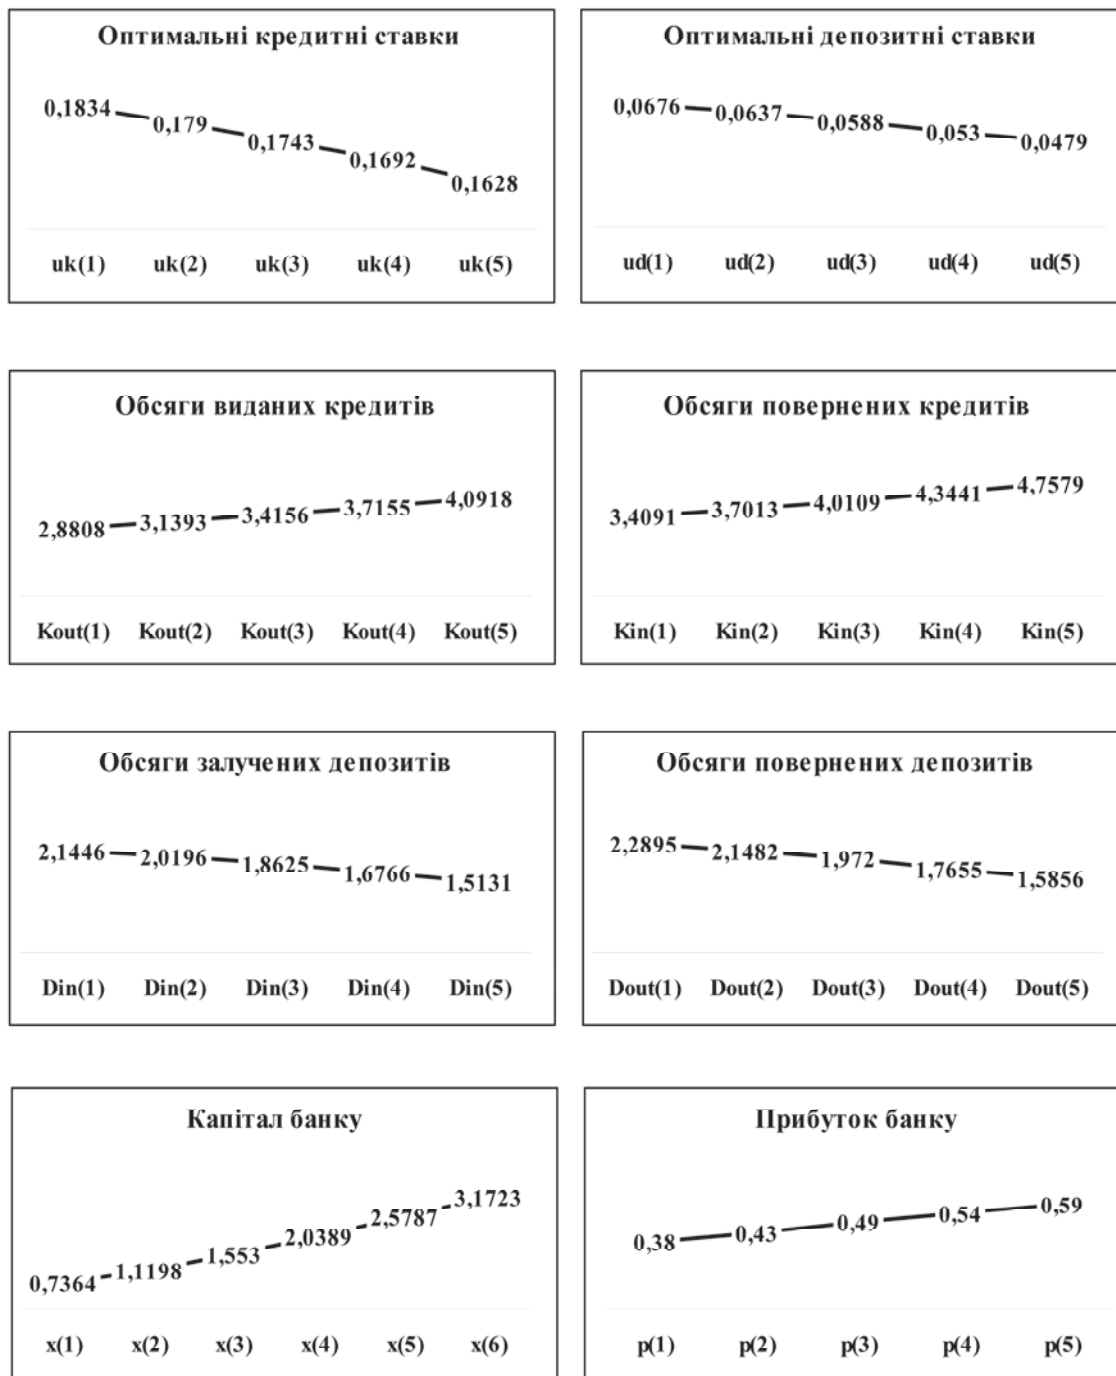 Оптимальні кредитні ставки
0,1834 0,179 0,1743 0,1692 0,1628
uk(1) uk(2) uk(3) uk(4) uk(5)
Оптимальні депозитні ставки
0,0676 0,0637 0,0588 0,053 0,0479
ud(1) ud(2) ud(3) ud(4) ud(5)
Обсяги виданих кредитів
2,8808 3,1393 3,4156 3,7155 4,0918
Kout(1) Kout(2) Kout(3) Kout(4) Kout(5)
Обсяги повернених кредитів
3,4091 3,7013 4,0109 4,3441 4,7579
Kin(1) Kin(2) Kin(3) Kin(4) Kin(5)
Обсяги залучених депозитів
2,1446 2,0196 1,8625 1,6766 1,5131
Din(1) Din(2) Din(3) Din(4) Din(5)
Обсяги повернених депозитів
2,2895 2,1482 1,972 1,7655 1,5856
Dout(1) Dout(2) Dout(3) Dout(4) Dout(5)
Капітал банку
0,7364 1,1198 1,553 2,0389 2,5787 3,1723
x(1) x(2) x(3) x(4) x(5) x(6)
Прибуток банку
0,38 0,43 0,49 0,54 0,59
p(1) p(2) p(3) p(4) p(5)